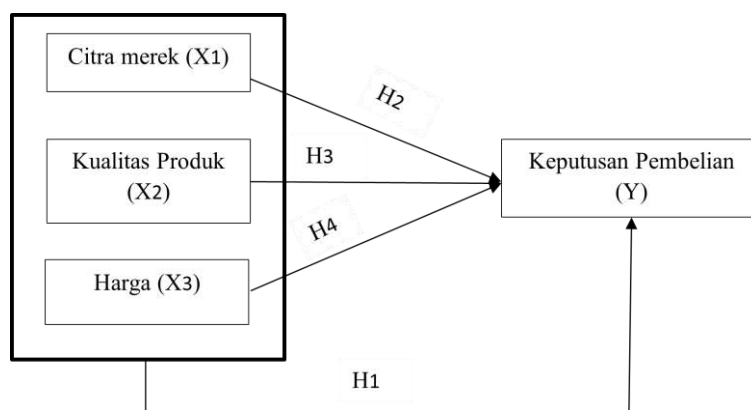 Citra merek (X1)
H2
Kualitas Produk
(X2)
H3
Keputusan Pembelian
(Y)
H4
Harga (X3)
H1